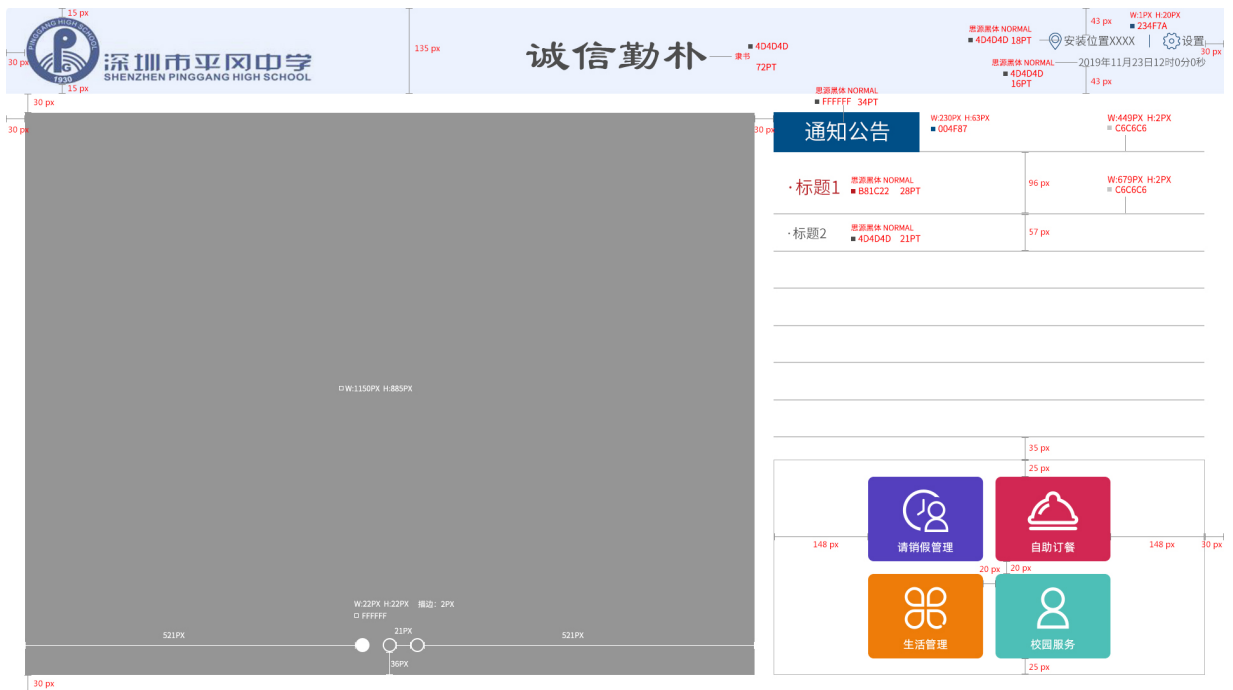 15 px
PINGGANG HIGH SCHOOL
1930
深圳市平冈中学
SHENZHEN PINGGANG HIGH SCHOOL
30 px
15 px
135 px
诚信勤朴
隶书
4D4D4D
72PT
思源黑体 NORMAL
4D4D4D 18PT
43 px
W:1PX H:20PX
234F7A
安装位置XXXX
设置
30 px
思源黑体 NORMAL
4D4D4D
16PT
2019年11月23日12时0分0秒
43 px
30 px
30 px
30 px
思源黑体 NORMAL
FFFFFF 34PT
通知公告
W:230PX H:63PX
004F87
W:449PX H:2PX
C6C6C6
·标题1
思源黑体 NORMAL
B81C22 28PT
96 px
W:679PX H:2PX
C6C6C6
·标题2
思源黑体 NORMAL
4D4D4D 21PT
57 px
W:1150PX H:885PX
35 px
25 px
148 px
请销假管理
自助订餐
148 px
30 px
20 px
20 px
生活管理
校园服务
25 px
W:22PX H:22PX 描边：2PX
FFFFFF
521PX
21PX
521PX
36PX
30 px